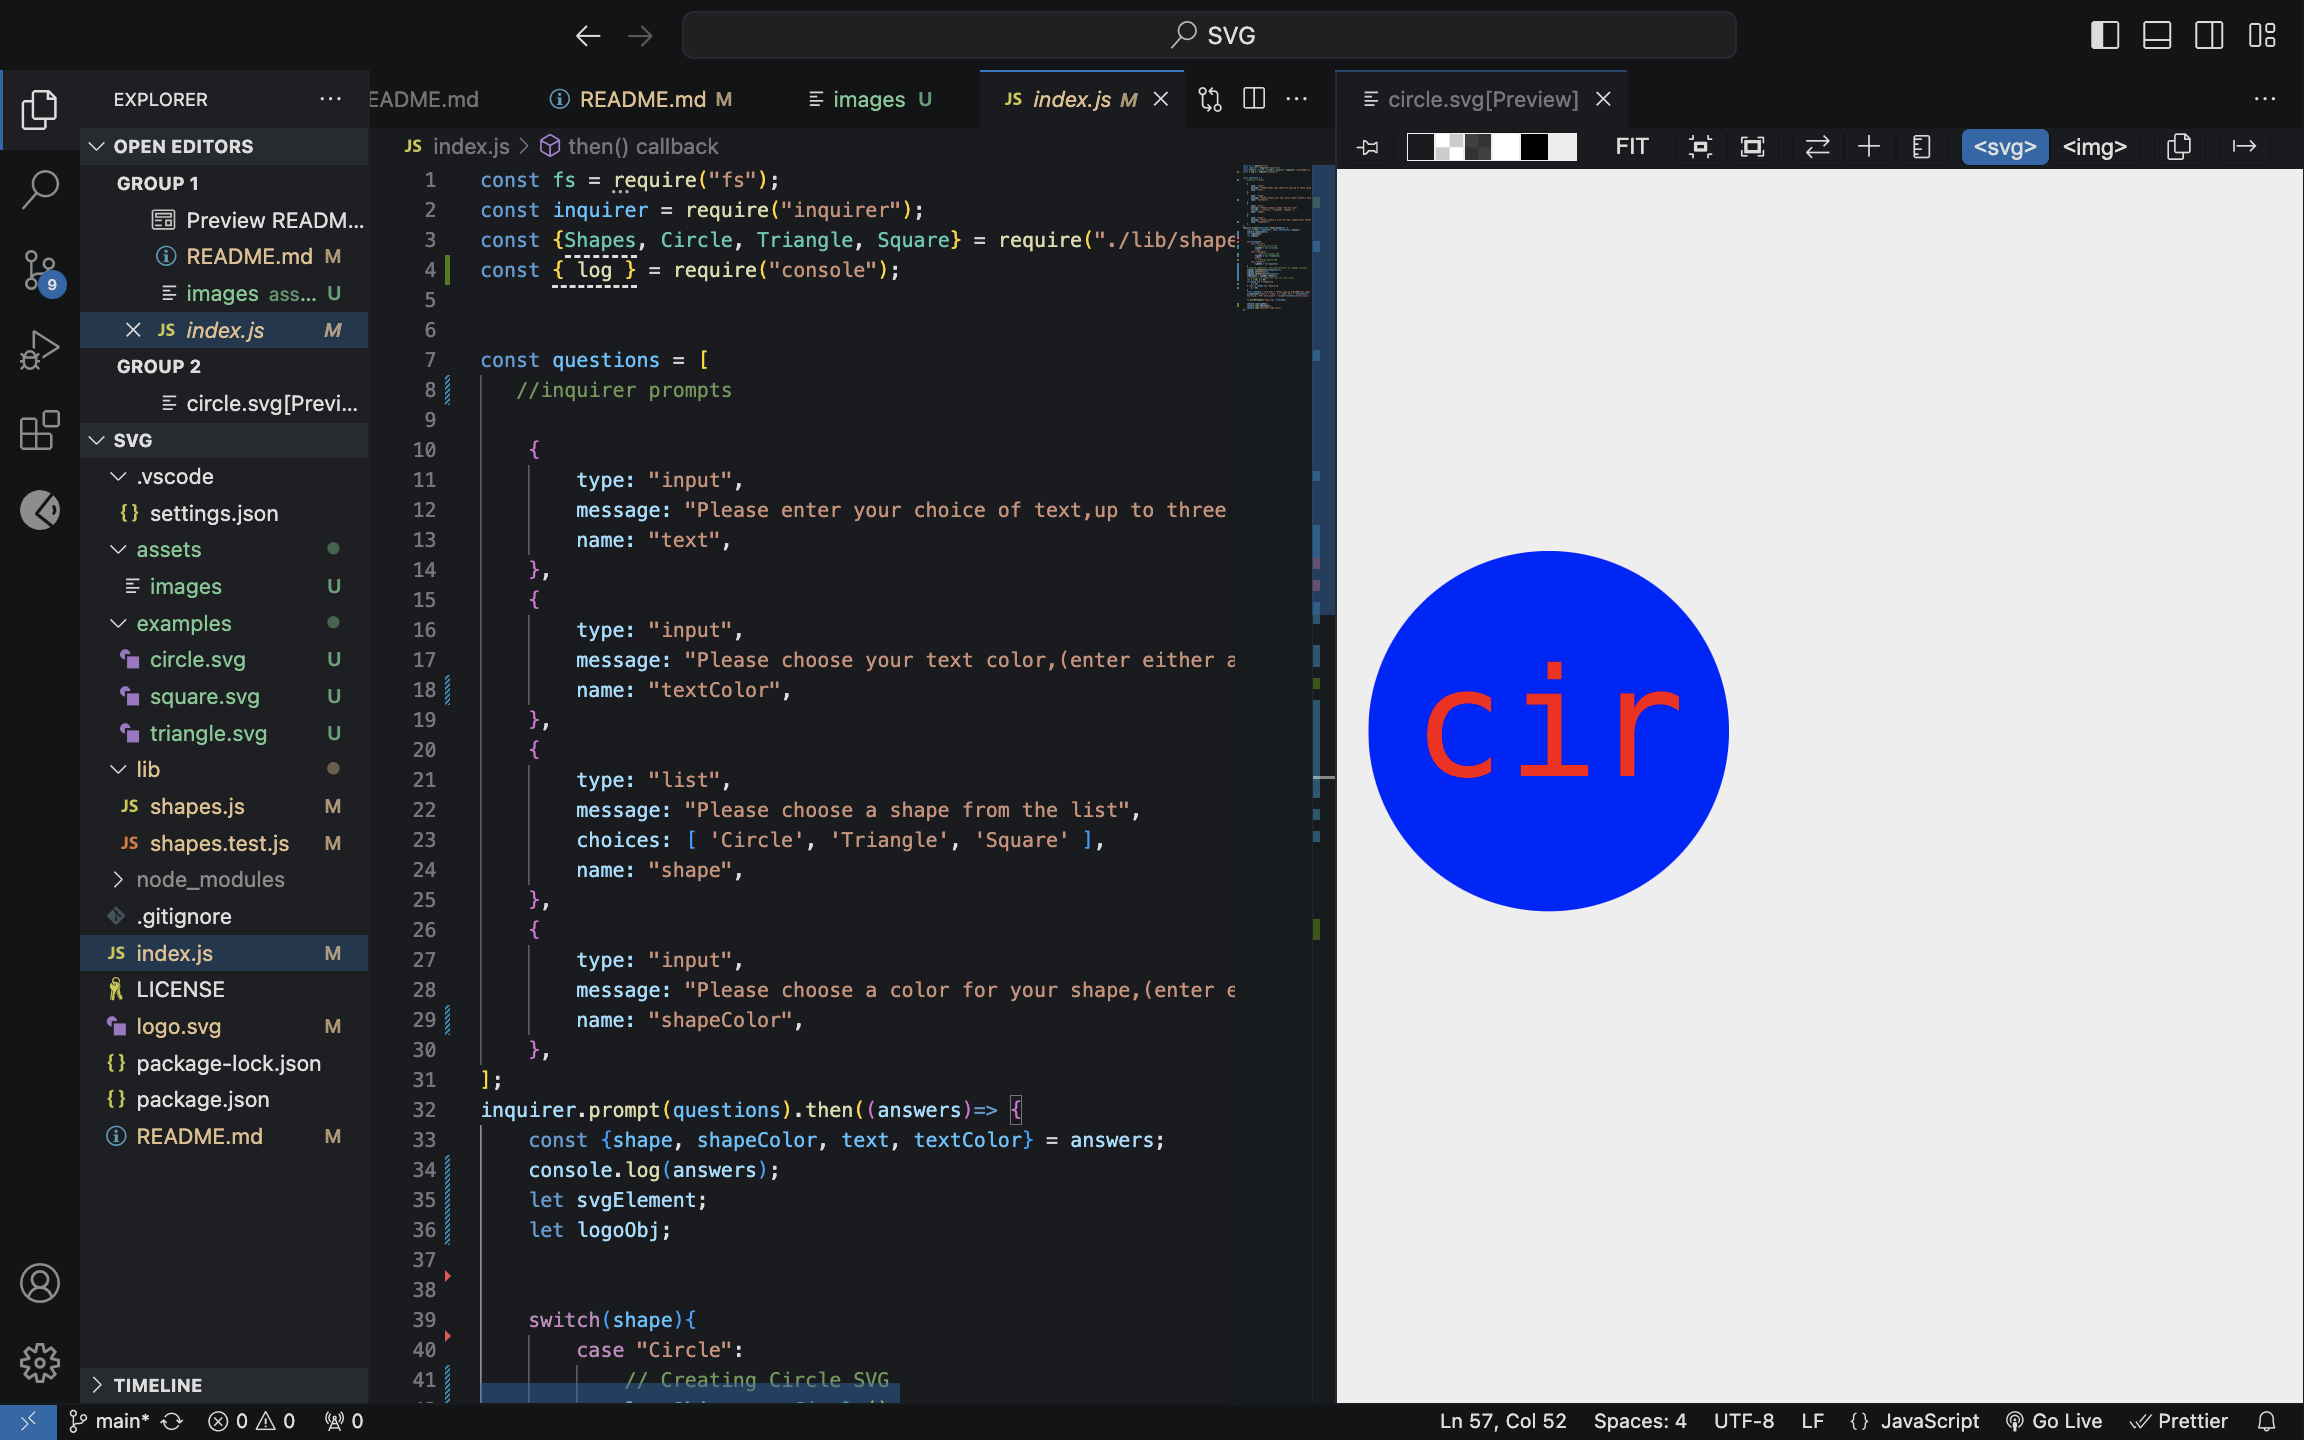 SVG
EXPLORER
OPEN EDITORS
GROUP 1
Preview READM...
README.md M
images ass... U
index.js M
GROUP 2
circle.svg[Previ...
SVG
.vscode
settings.json
assets
images U
examples
circle.svg U
square.svg U
triangle.svg U
lib
shapes.js M
shapes.test.js M
node_modules
.gitignore
index.js M
LICENSE
logo.svg M
package-lock.json
package.json
README.md M
TIMELINE
EADME.md README.md M images U JS index.js M
JS index.js > then() callback
1 const fs = require("fs");
2 const inquirer = require("inquirer");
3 const {Shapes, Circle, Triangle, Square} = require("./lib/shape
4 const { log } = require("console");
5
6
7 const questions = [
8 //inquirer prompts
9
10 {
11 type: "input",
12 message: "Please enter your choice of text,up to three
13 name: "text",
14 },
15 {
16 type: "input",
17 message: "Please choose your text color,(enter either a
18 name: "textColor",
19 },
20 {
21 type: "list",
22 message: "Please choose a shape from the list",
23 choices: [ 'Circle', 'Triangle', 'Square' ],
24 name: "shape",
25 },
26 {
27 type: "input",
28 message: "Please choose a color for your shape,(enter e
29 name: "shapeColor",
30 },
31 ];
32 inquirer.prompt(questions).then((answers)=> {
33 const {shape, shapeColor, text, textColor} = answers;
34 console.log(answers);
35 let svgElement;
36 let logoObj;
37
38
39 switch(shape){
40 case "Circle":
41 // Creating Circle SVG
circle.svg[Preview]
FIT <svg> <img>
cir
9
main* 0 0 0
Ln 57, Col 52 Spaces: 4 UTF-8 LF {} JavaScript Go Live Prettier